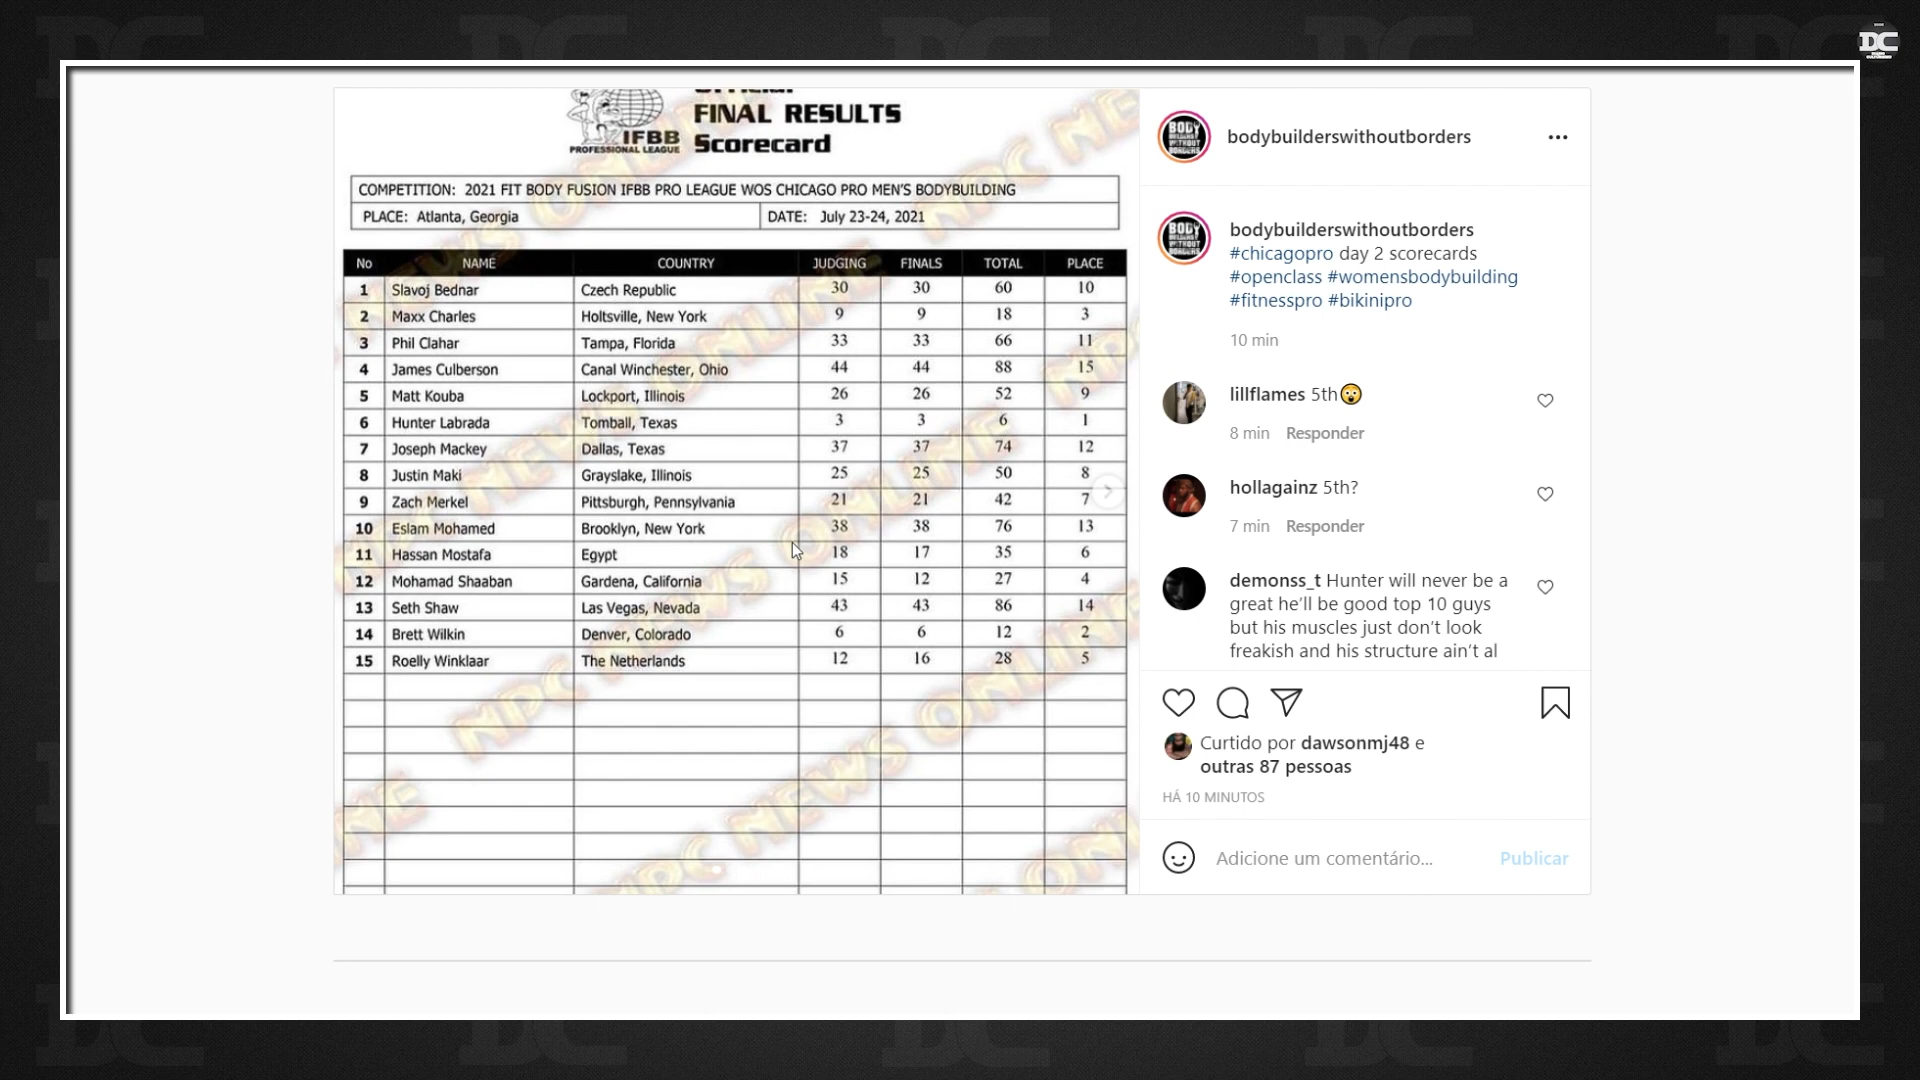 DC
Official
FINAL RESULTS
IFBB
PROFESSIONAL LEAGUE
Scorecard
COMPETITION: 2021 FIT BODY FUSION IFBB PRO LEAGUE WOS CHICAGO PRO MEN'S BODYBUILDING
PLACE: Atlanta, Georgia DATE: July 23-24, 2021
No NAME COUNTRY JUDGING FINALS TOTAL PLACE
1 Slavoj Bednar Czech Republic 30 30 60 10
2 Maxx Charles Holtsville, New York 9 9 18 3
3 Phil Clahar Tampa, Florida 33 33 66 11
4 James Culberson Canal Winchester, Ohio 44 44 88 15
5 Matt Kouba Lockport, Illinois 26 26 52 9
6 Hunter Labrada Tomball, Texas 3 3 6 1
7 Joseph Mackey Dallas, Texas 37 37 74 12
8 Justin Maki Grayslake, Illinois 25 25 50 8
9 Zach Merkel Pittsburgh, Pennsylvania 21 21 42 7
10 Eslam Mohamed Brooklyn, New York 38 38 76 13
11 Hassan Mostafa Egypt 18 17 35 6
12 Mohamad Shaaban Gardena, California 15 12 27 4
13 Seth Shaw Las Vegas, Nevada 43 43 86 14
14 Brett Wilkin Denver, Colorado 6 6 12 2
15 Roelly Winklaar The Netherlands 12 16 28 5
NPC NEWS ONLINE
bodybuilderswithoutborders
BODY BUILDERS WITHOUT BORDERS
bodybuilderswithoutborders
#chicagopro day 2 scorecards
#openclass #womensbodybuilding
#fitnesspro #bikinipro
10 min
lillflames 5th😲
8 min Responder
hollagainz 5th?
7 min Responder
demonss_t Hunter will never be a
great he'll be good top 10 guys
but his muscles just don't look
freakish and his structure ain't al
Curtido por dawsonmj48 e
outras 87 pessoas
HÁ 10 MINUTOS
Adicione um comentário... Publicar